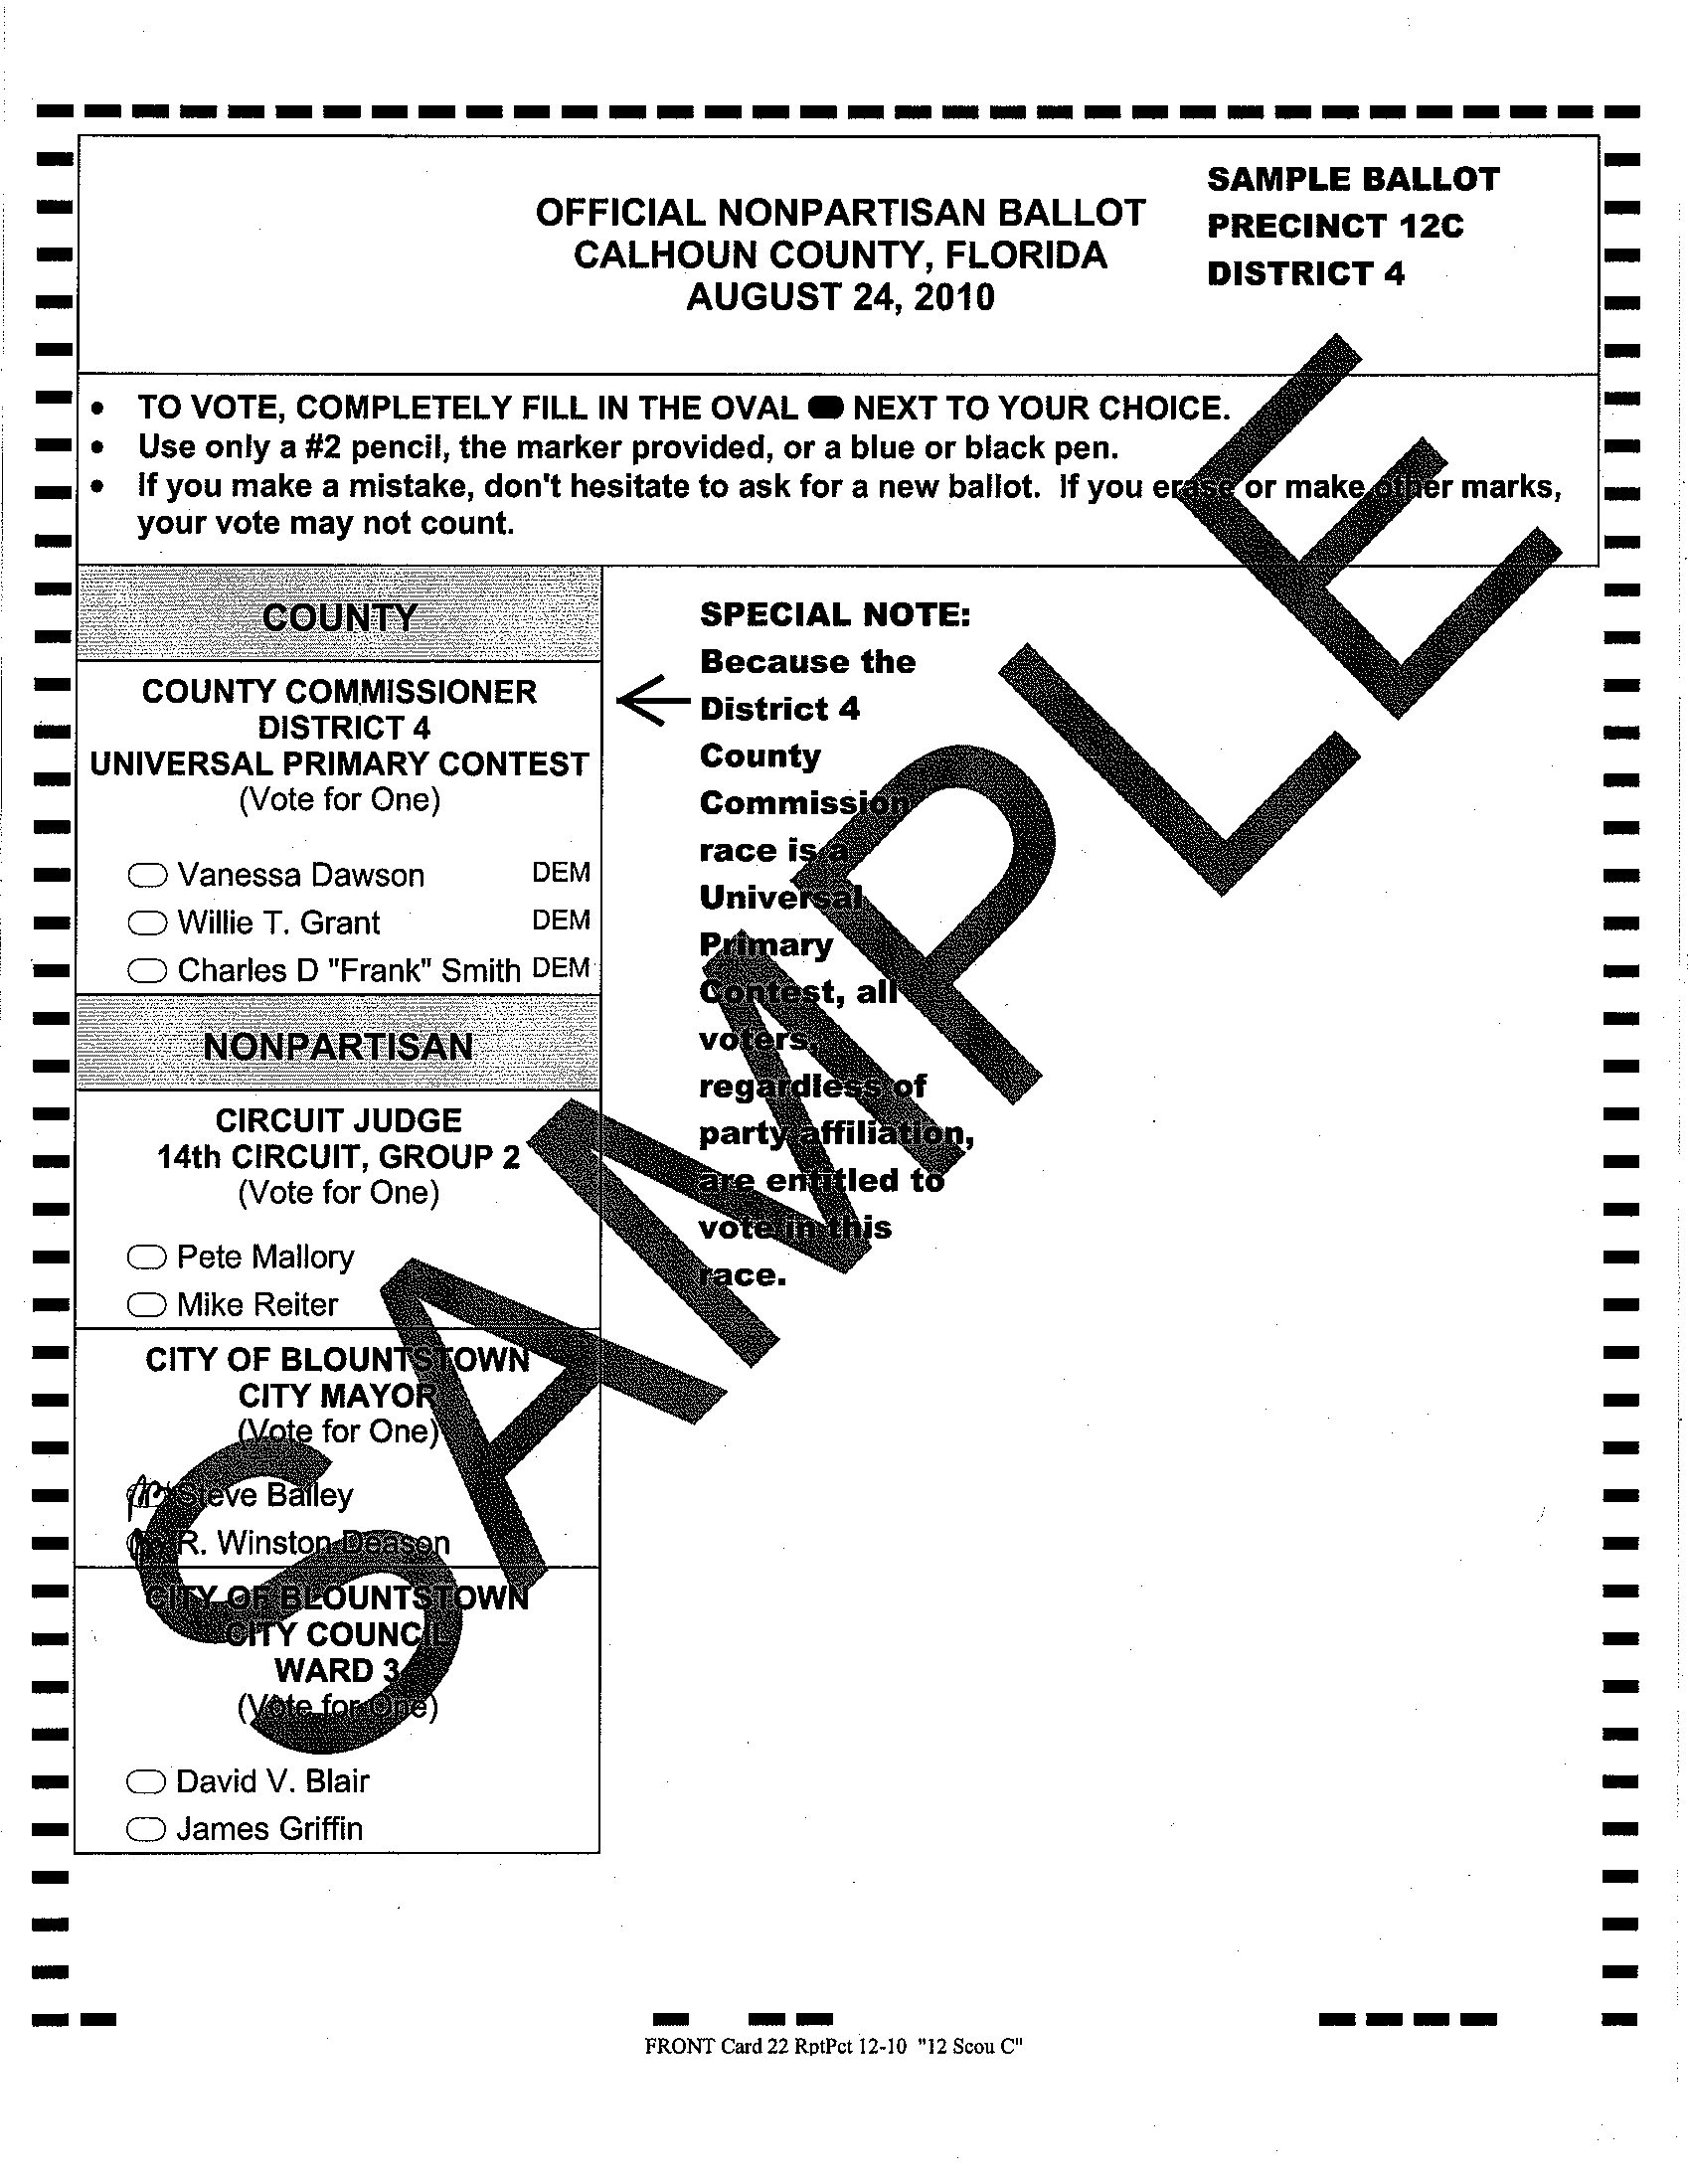 OFFICIAL NONPARTISAN BALLOT
CALHOUN COUNTY, FLORIDA
AUGUST 24, 2010
SAMPLE BALLOT
PRECINCT 12C
DISTRICT 4
• TO VOTE, COMPLETELY FILL IN THE OVAL NEXT TO YOUR CHOICE.
• Use only a #2 pencil, the marker provided, or a blue or black pen.
• If you make a mistake, don't hesitate to ask for a new ballot. If you erase or make other marks,
your vote may not count.
COUNTY
COUNTY COMMISSIONER
DISTRICT 4
UNIVERSAL PRIMARY CONTEST
(Vote for One)
Vanessa Dawson DEM
Willie T. Grant DEM
Charles D "Frank" Smith DEM
NONPARTISAN
CIRCUIT JUDGE
14th CIRCUIT, GROUP 2
(Vote for One)
Pete Mallory
Mike Reiter
CITY OF BLOUNTSTOWN
CITY MAYOR
(Vote for One)
Steve Bailey
R. Winston Deason
CITY OF BLOUNTSTOWN
CITY COUNCIL
WARD 3
(Vote for One)
David V. Blair
James Griffin
SPECIAL NOTE:
Because the
District 4
County
Commission
race is a
Universal
Primary
Contest, all
voters,
regardless of
party affiliation,
are entitled to
vote in this
race.
SAMPLE
FRONT Card 22 RptPct 12-10 "12 Scou C"